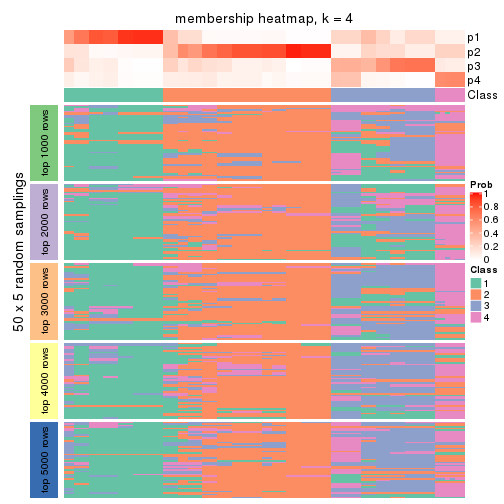 membership heatmap, k = 4
p1
p2
p3
p4
Class
50 x 5 random samplings
top 1000 rows
top 2000 rows
top 3000 rows
top 4000 rows
top 5000 rows
Prob
1
0.8
0.6
0.4
0.2
0
Class
1
2
3
4